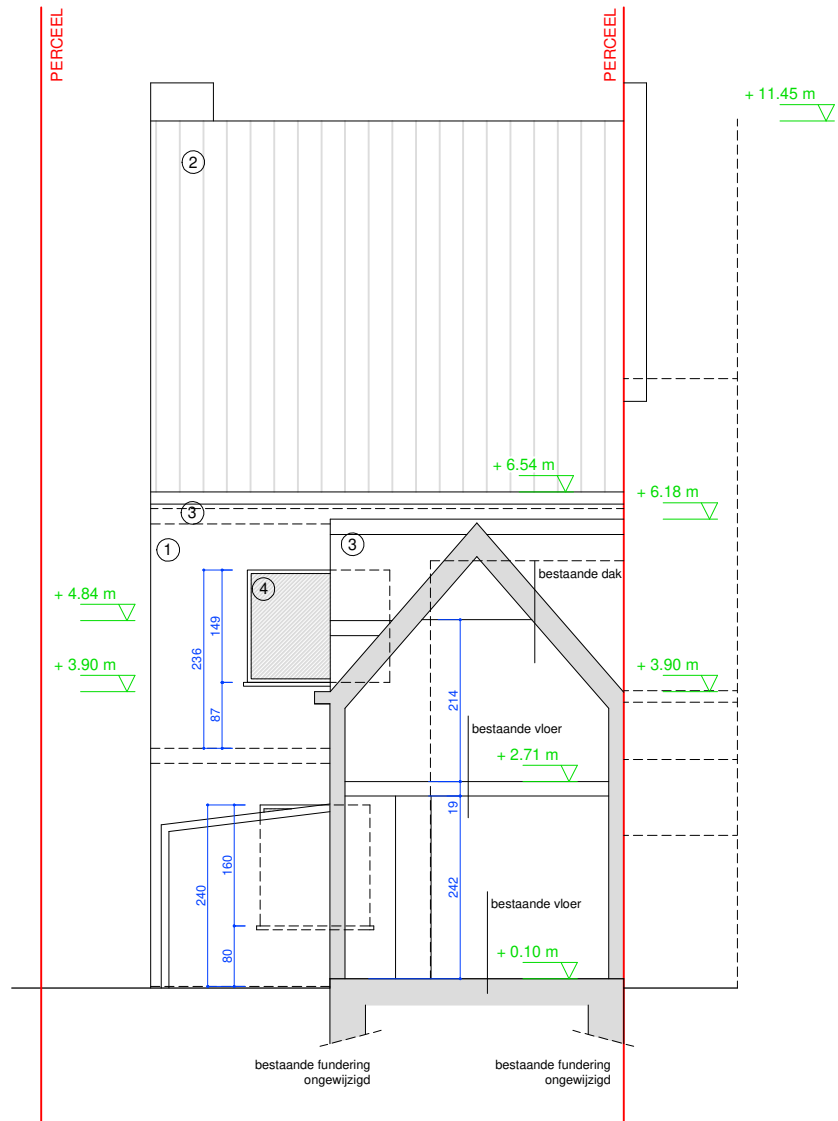 PERCEEL
PERCEEL
+ 11.45 m
2
+ 6.54 m
+ 6.18 m
3
3
1
4
bestaande dak
+ 4.84 m
149
236
+ 3.90 m
+ 3.90 m
87
214
bestaande vloer
+ 2.71 m
19
160
240
242
bestaande vloer
80
+ 0.10 m
bestaande fundering
ongewijzigd
bestaande fundering
ongewijzigd